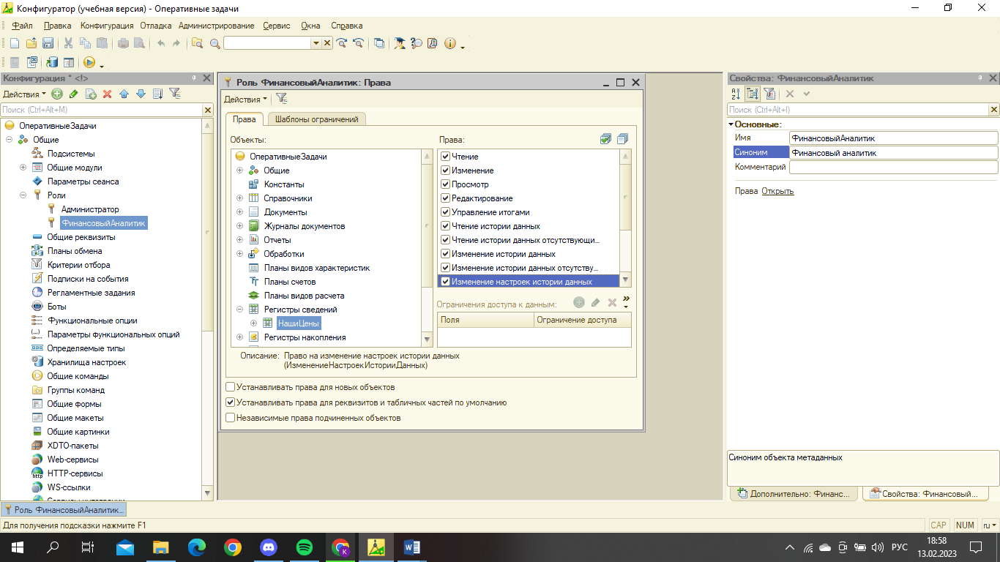 Конфигуратор (учебная версия) - Оперативные задачи
Файл Правка Конфигурация Отладка Администрирование Сервис Окна Справка
Конфигурация * <!>
Действия
Поиск (Ctrl+Alt+M)
ОперативныеЗадачи
Общие
Подсистемы
Общие модули
Параметры сеанса
Роли
Администратор
ФинансовыйАналитик
Общие реквизиты
Планы обмена
Критерии отбора
Подписки на события
Регламентные задания
Боты
Функциональные опции
Параметры функциональных опций
Определяемые типы
Хранилища настроек
Общие команды
Группы команд
Общие формы
Общие макеты
Общие картинки
XDTO-пакеты
Web-сервисы
HTTP-сервисы
WS-ссылки
Роль ФинансовыйАналитик: Права
Действия
Права Шаблоны ограничений
Объекты:
ОперативныеЗадачи
Общие
Константы
Справочники
Документы
Журналы документов
Отчеты
Обработки
Планы видов характеристик
Планы счетов
Планы видов расчета
Регистры сведений
НашиЦены
Регистры накопления
Права:
Чтение
Изменение
Просмотр
Редактирование
Управление итогами
Чтение истории данных
Чтение истории данных отсутствующи...
Изменение истории данных
Изменение истории данных отсутству...
Изменение настроек истории данных
Ограничения доступа к данным:
Поля Ограничение доступа
Описание: Право на изменение настроек истории данных
(ИзменениеНастроекИсторииДанных)
Устанавливать права для новых объектов
Устанавливать права для реквизитов и табличных частей по умолчанию
Независимые права подчиненных объектов
Свойства: ФинансовыйАналитик
Поиск (Ctrl+Alt+I)
Основные:
Имя ФинансовыйАналитик
Синоним Финансовый аналитик
Комментарий
Права Открыть
Синоним объекта метаданных
Дополнительно: Финанс... Свойства: Финансовый...
Роль ФинансовыйАналитик...
Для получения подсказки нажмите F1
CAP NUM ru
РУС
18:58
13.02.2023